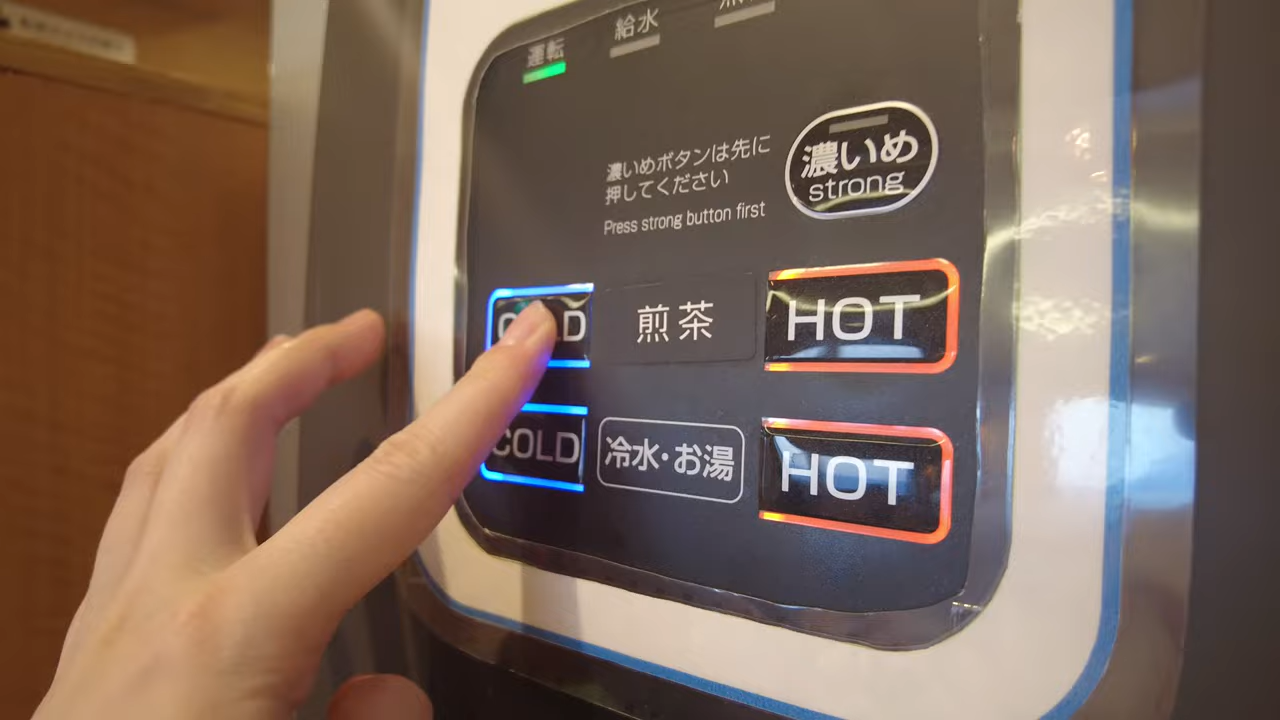 運転
給水
濃いめボタンは先に
押してください
Press strong button first
濃いめ
strong
COLD
煎茶
HOT
COLD
冷水・お湯
HOT